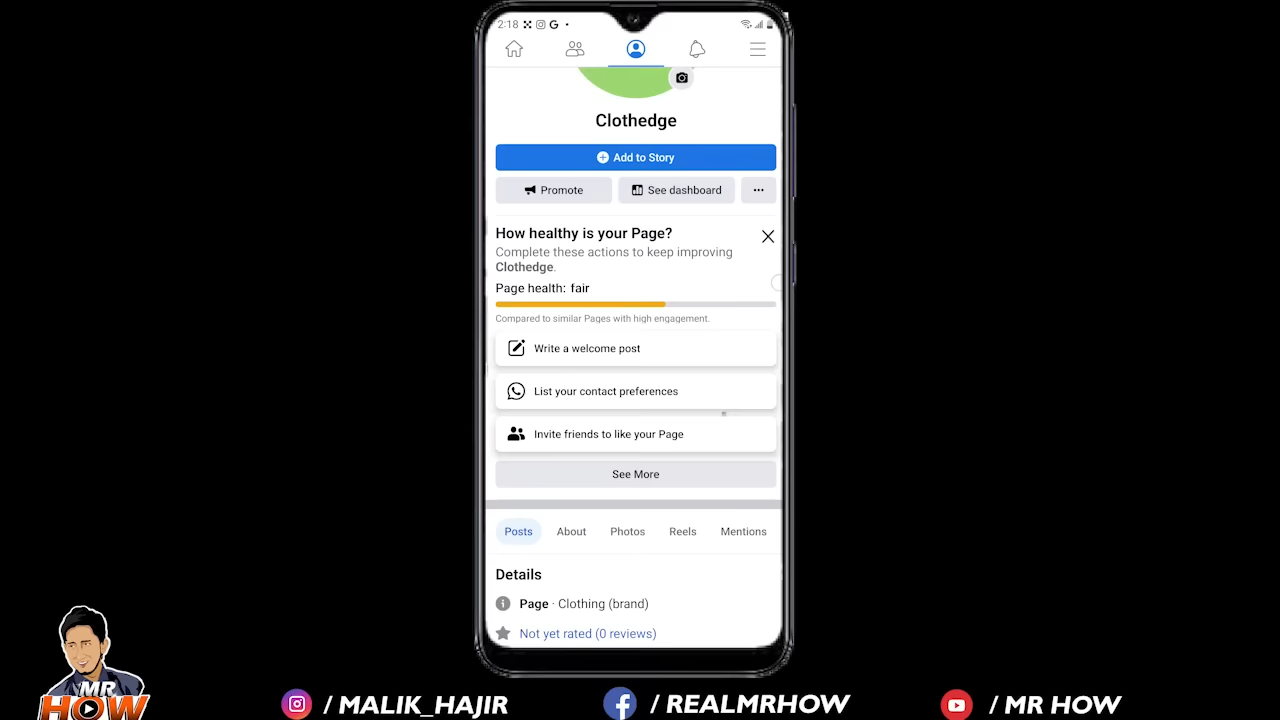 2:18
Clothedge
Add to Story
Promote
See dashboard
How healthy is your Page?
Complete these actions to keep improving
Clothedge.
Page health: fair
Compared to similar Pages with high engagement.
Write a welcome post
List your contact preferences
Invite friends to like your Page
See More
Posts
About
Photos
Reels
Mentions
Details
Page · Clothing (brand)
Not yet rated (0 reviews)
MR
HOW
/ MALIK_HAJIR
/ REALMRHOW
/ MR HOW